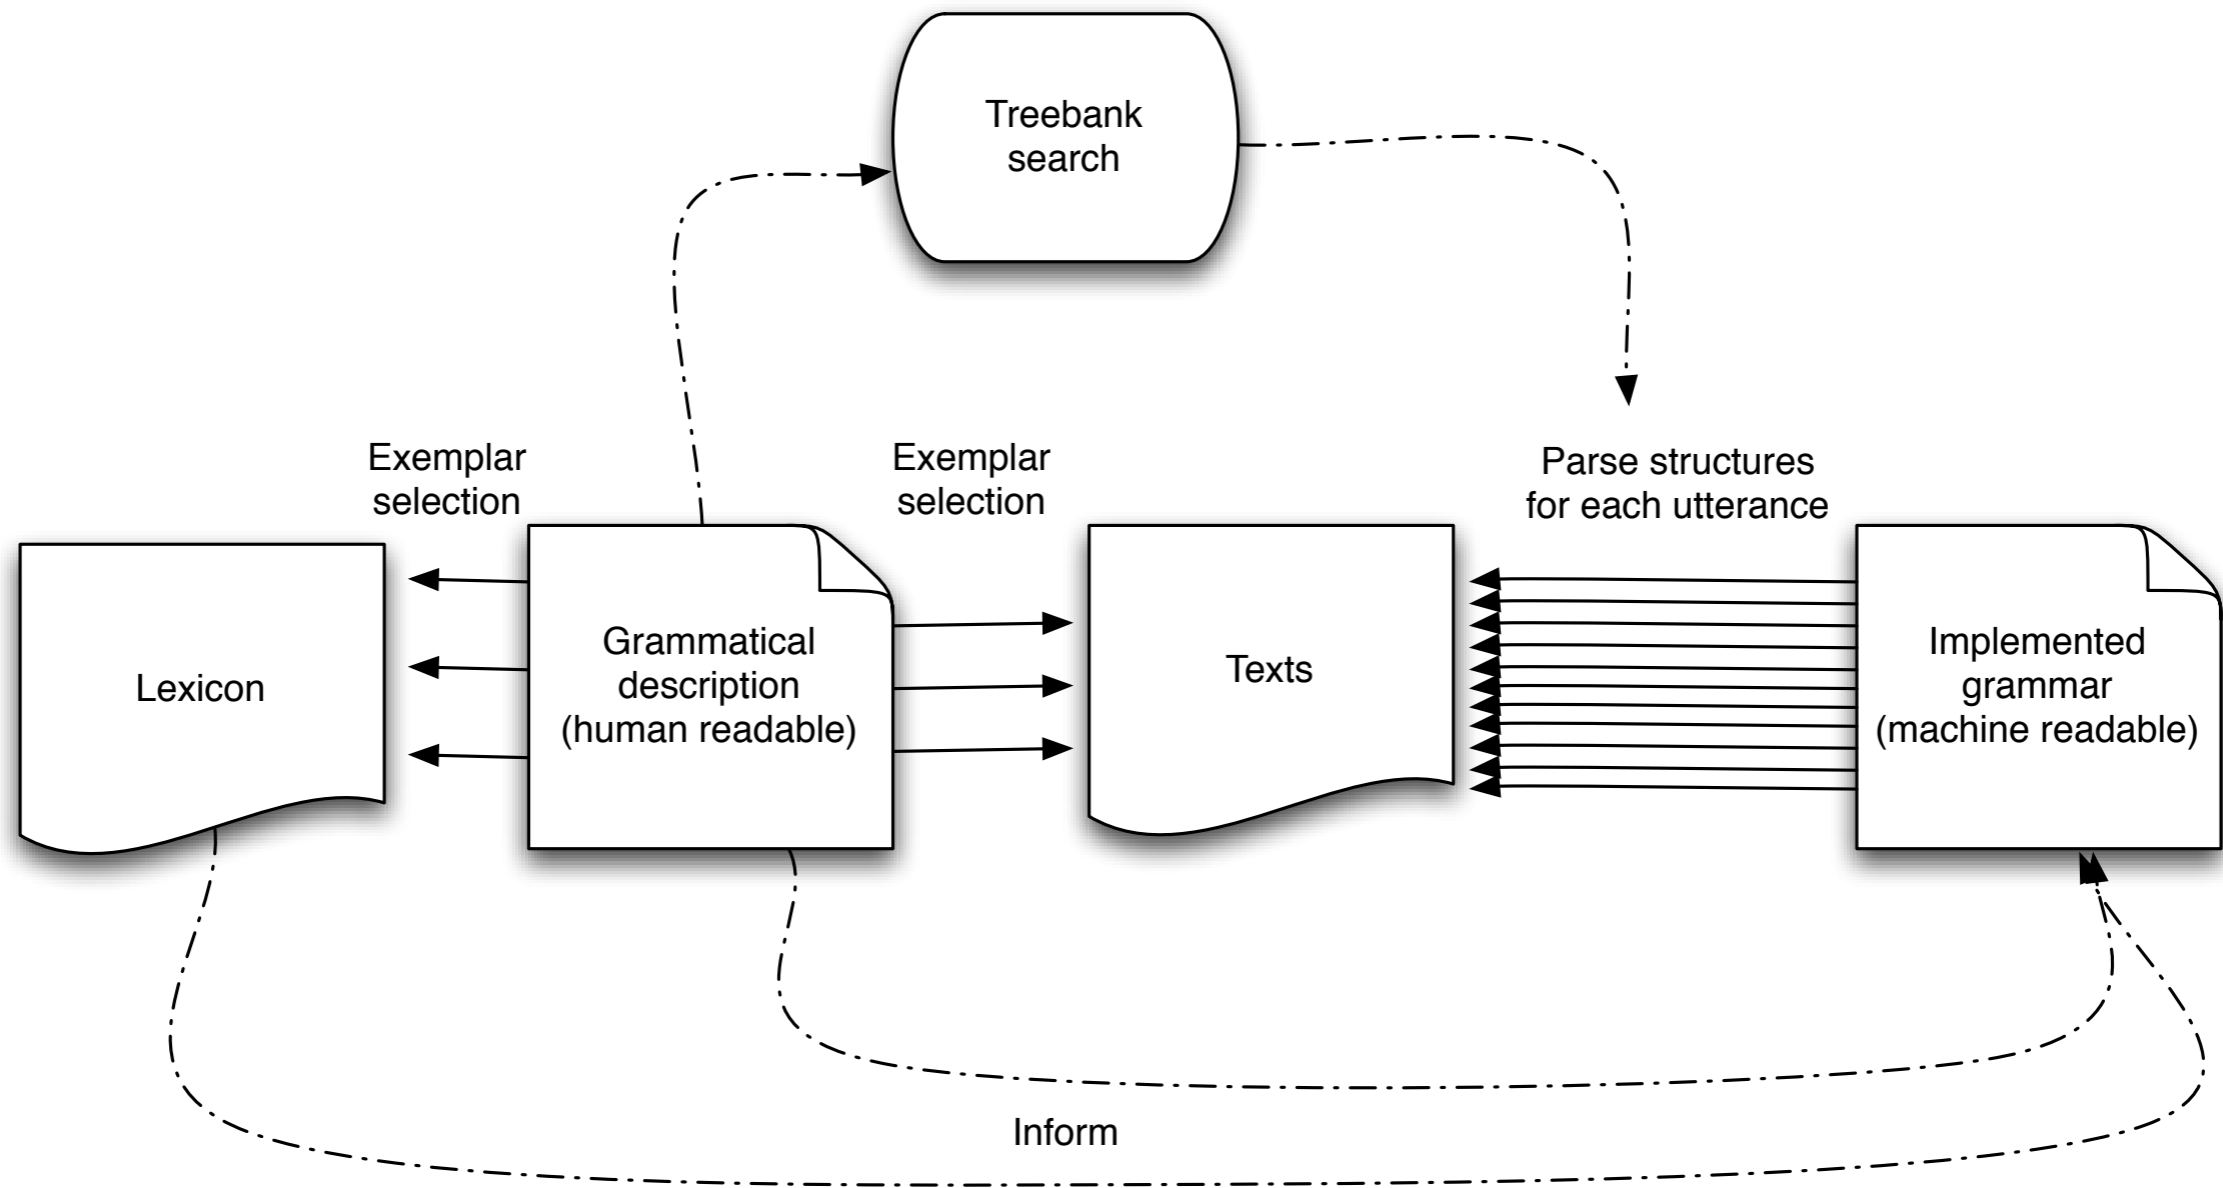 Treebank
search
Exemplar
selection
Exemplar
selection
Parse structures
for each utterance
Lexicon
Grammatical
description
(human readable)
Texts
Implemented
grammar
(machine readable)
Inform